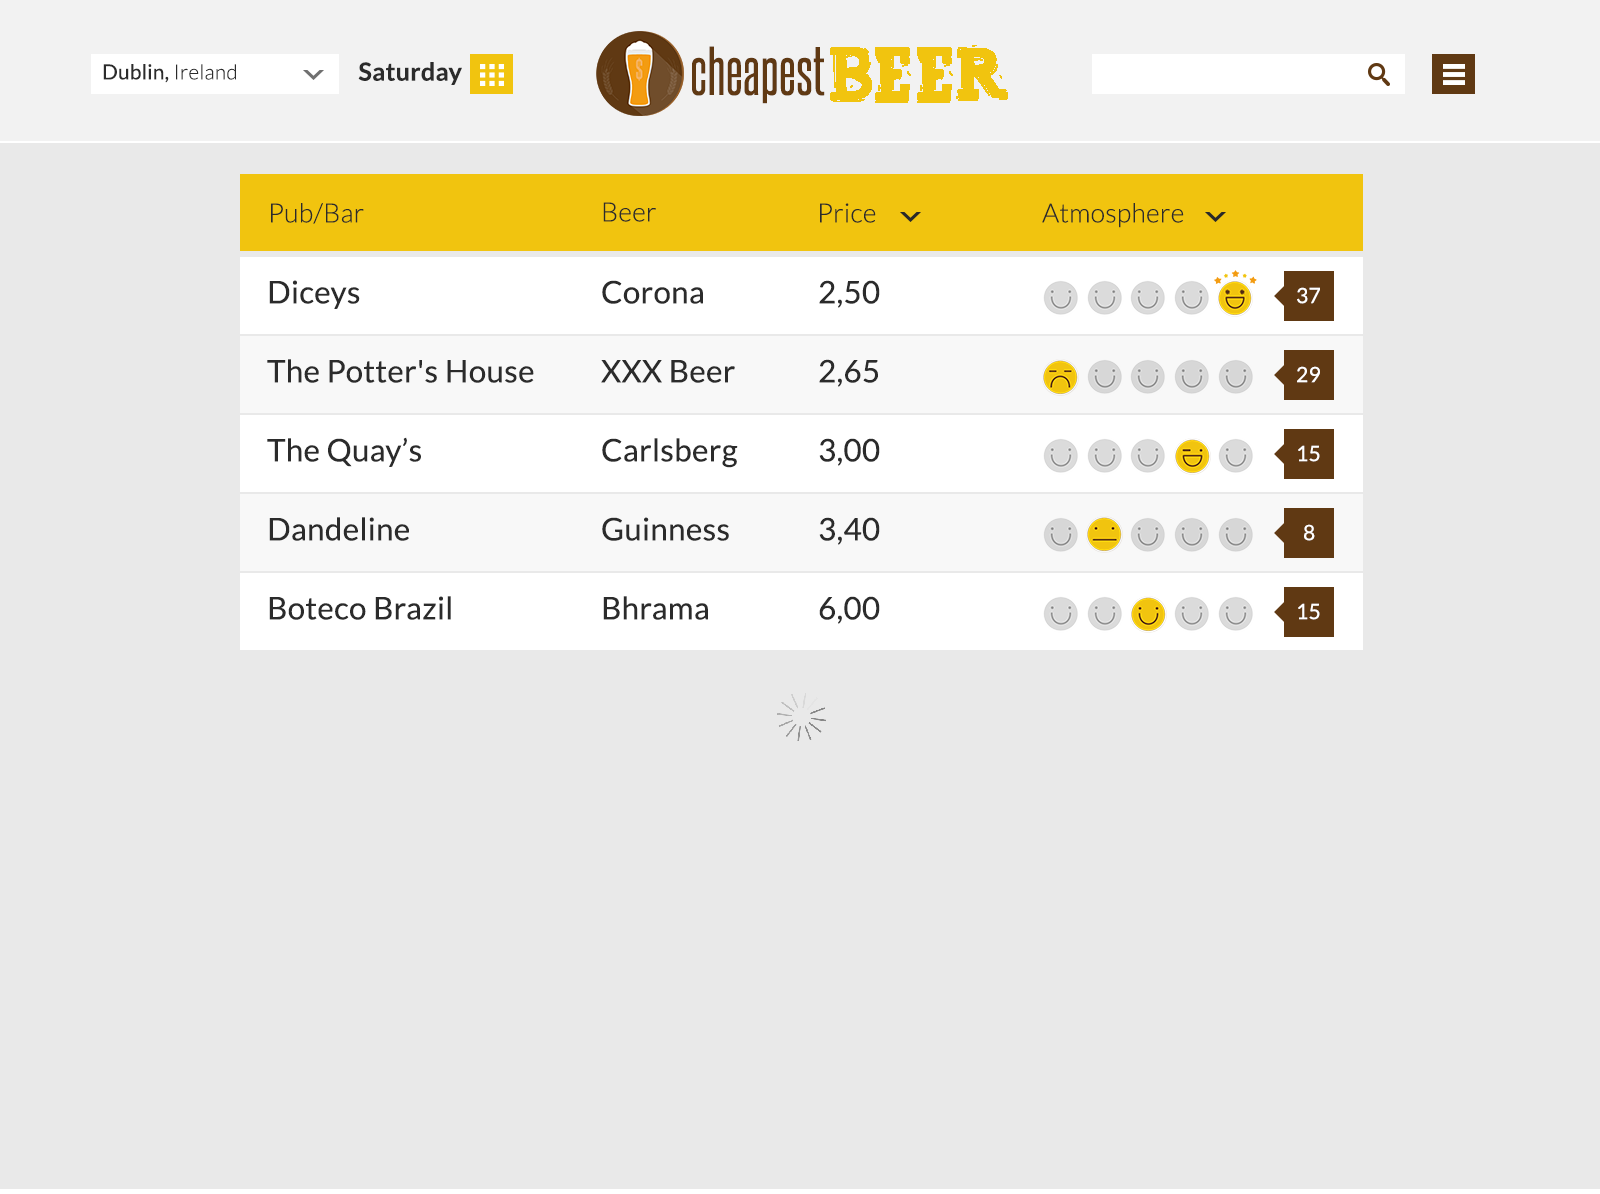 Dublin, Ireland
Saturday
cheapest BEER
Pub/Bar Beer Price Atmosphere
Diceys Corona 2,50 37
The Potter's House XXX Beer 2,65 29
The Quay’s Carlsberg 3,00 15
Dandeline Guinness 3,40 8
Boteco Brazil Bhrama 6,00 15